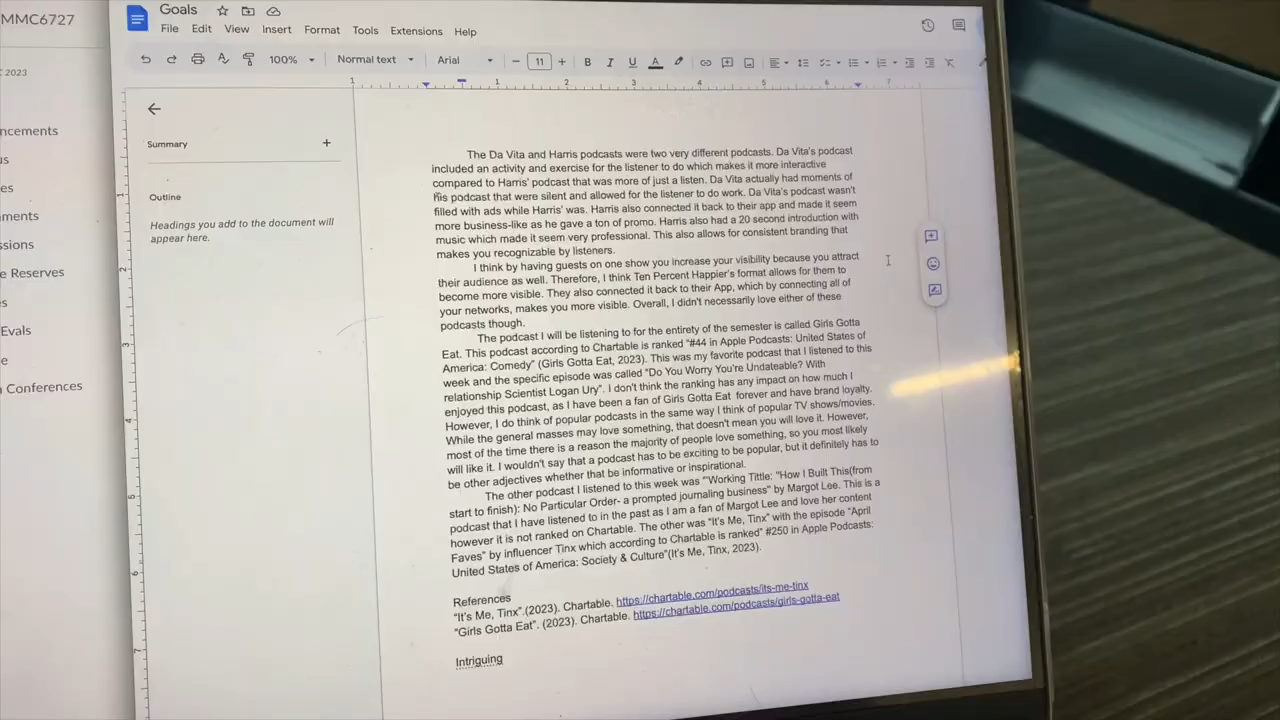 MMC6727
2023
ncements
us
es
ments
ssions
e Reserves
s
Evals
e
Conferences
Goals
File Edit View Insert Format Tools Extensions Help
100% Normal text Arial 11 B I U A
1 1 2 3 4 5 6 7
Summary
Outline
Headings you add to the document will
appear here.
1
2
3
4
5
6
7
The Da Vita and Harris podcasts were two very different podcasts. Da Vita's podcast
included an activity and exercise for the listener to do which makes it more interactive
compared to Harris' podcast that was more of just a listen. Da Vita actually had moments of
his podcast that were silent and allowed for the listener to do work. Da Vita's podcast wasn't
filled with ads while Harris' was. Harris also connected it back to their app and made it seem
more business-like as he gave a ton of promo. Harris also had a 20 second introduction with
music which made it seem very professional. This also allows for consistent branding that
makes you recognizable by listeners.
I think by having guests on one show you increase your visibility because you attract
their audience as well. Therefore, I think Ten Percent Happier's format allows for them to
become more visible. They also connected it back to their App, which by connecting all of
your networks, makes you more visible. Overall, I didn't necessarily love either of these
podcasts though.
The podcast I will be listening to for the entirety of the semester is called Girls Gotta
Eat. This podcast according to Chartable is ranked "#44 in Apple Podcasts: United States of
America: Comedy" (Girls Gotta Eat, 2023). This was my favorite podcast that I listened to this
week and the specific episode was called "Do You Worry You're Undateable? With
relationship Scientist Logan Ury". I don't think the ranking has any impact on how much I
enjoyed this podcast, as I have been a fan of Girls Gotta Eat forever and have brand loyalty.
However, I do think of popular podcasts in the same way I think of popular TV shows/movies.
While the general masses may love something, that doesn't mean you will love it. However,
most of the time there is a reason the majority of people love something, so you most likely
will like it. I wouldn't say that a podcast has to be exciting to be popular, but it definitely has to
be other adjectives whether that be informative or inspirational.
The other podcast I listened to this week was "'Working Tittle: "How I Built This(from
start to finish): No Particular Order- a prompted journaling business" by Margot Lee. This is a
podcast that I have listened to in the past as I am a fan of Margot Lee and love her content
however it is not ranked on Chartable. The other was "It's Me, Tinx" with the episode "April
Faves" by influencer Tinx which according to Chartable is ranked" #250 in Apple Podcasts:
United States of America: Society & Culture"(It's Me, Tinx, 2023).
References
"It's Me, Tinx".(2023). Chartable. https://chartable.com/podcasts/its-me-tinx
"Girls Gotta Eat". (2023). Chartable. https://chartable.com/podcasts/girls-gotta-eat
Intriguing